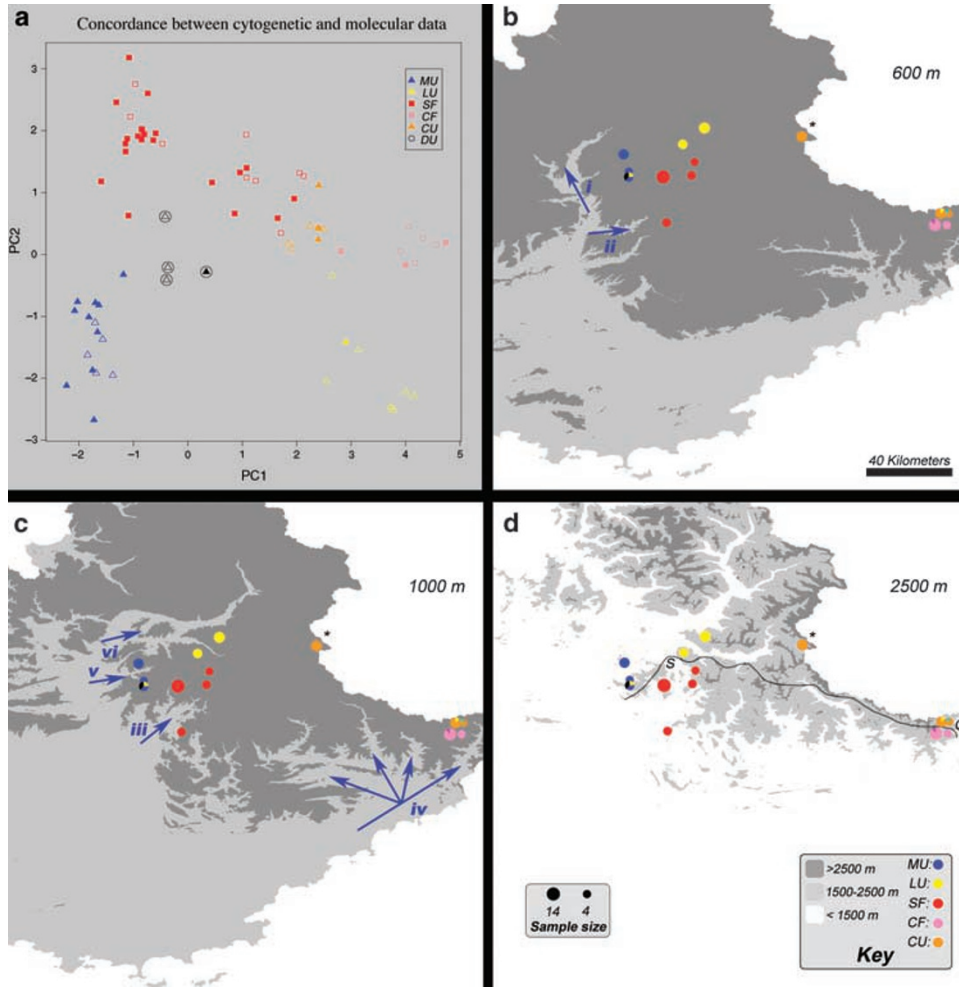 a
Concordance between cytogenetic and molecular data
PC2
3
2
1
0
−1
−2
−3
−2
−1
0
1
2
3
4
5
PC1
MU
LU
SF
CF
CU
DU
b
600 m
*
i
ii
40 Kilometers
c
1000 m
*
vi
v
iii
iv
d
2500 m
*
S
14 4
Sample size
>2500 m
1500-2500 m
< 1500 m
MU:
LU:
SF:
CF:
CU:
Key